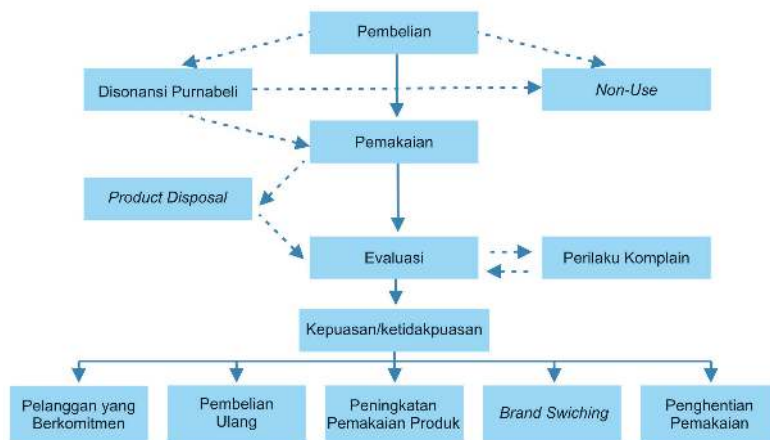 Pembelian
Disonansi Purnabeli
Non-Use
Pemakaian
Product Disposal
Evaluasi
Perilaku Komplain
Kepuasan/ketidakpuasan
Pelanggan yang
Berkomitmen
Pembelian
Ulang
Peningkatan
Pemakaian Produk
Brand Swiching
Penghentian
Pemakaian